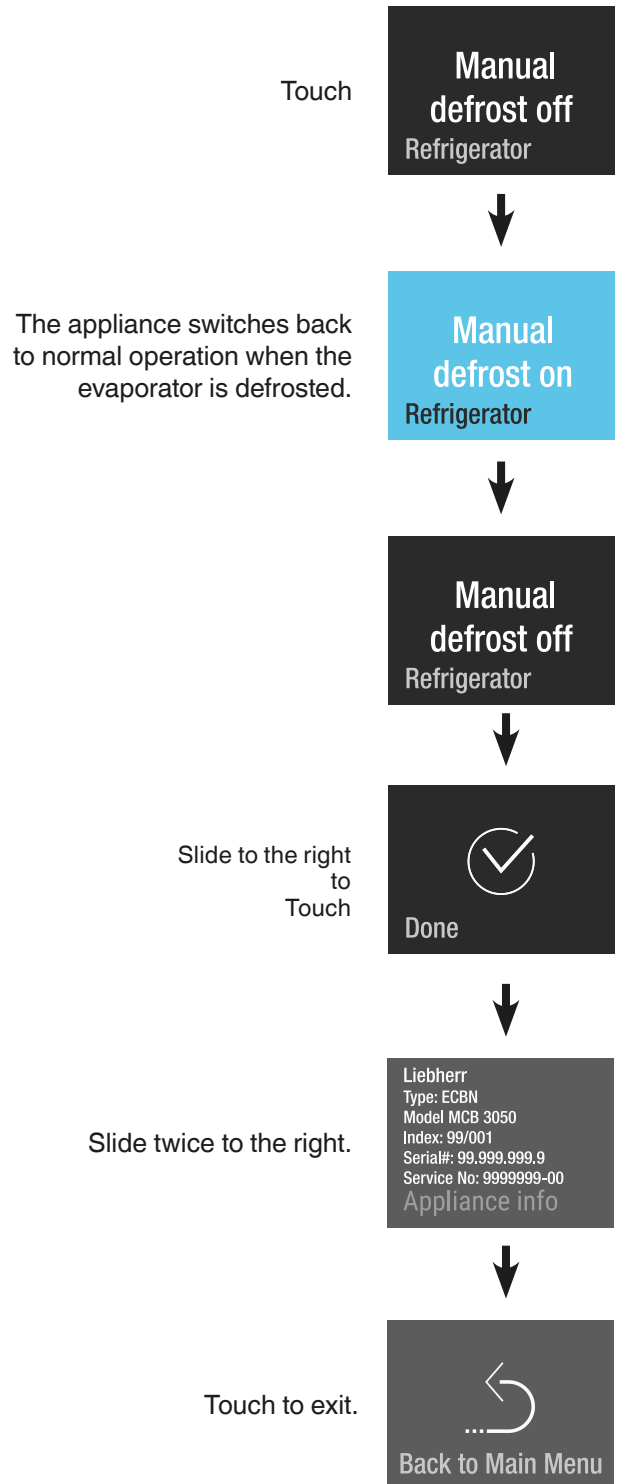 Touch
Manual
defrost off
Refrigerator
The appliance switches back
to normal operation when the
evaporator is defrosted.
Manual
defrost on
Refrigerator
Manual
defrost off
Refrigerator
Slide to the right
to
Touch
Done
Slide twice to the right.
Liebherr
Type: ECBN
Model MCB 3050
Index: 99/001
Serial#: 99.999.999.9
Service No: 9999999-00
Appliance info
Touch to exit.
Back to Main Menu